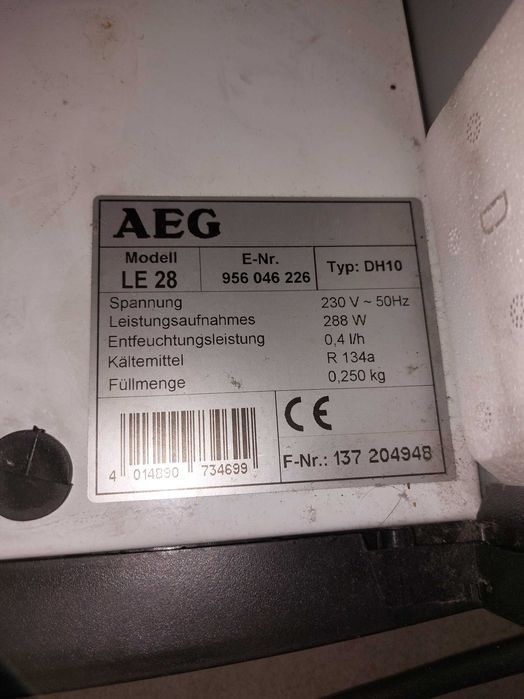 AEG
Modell
LE 28
E-Nr.
956 046 226
Typ: DH10
Spannung 230 V ~ 50Hz
Leistungsaufnahmes 288 W
Entfeuchtungsleistung 0,4 l/h
Kältemittel R 134a
Füllmenge 0,250 kg
CE
4 014890 734699
F-Nr.: 137 204948